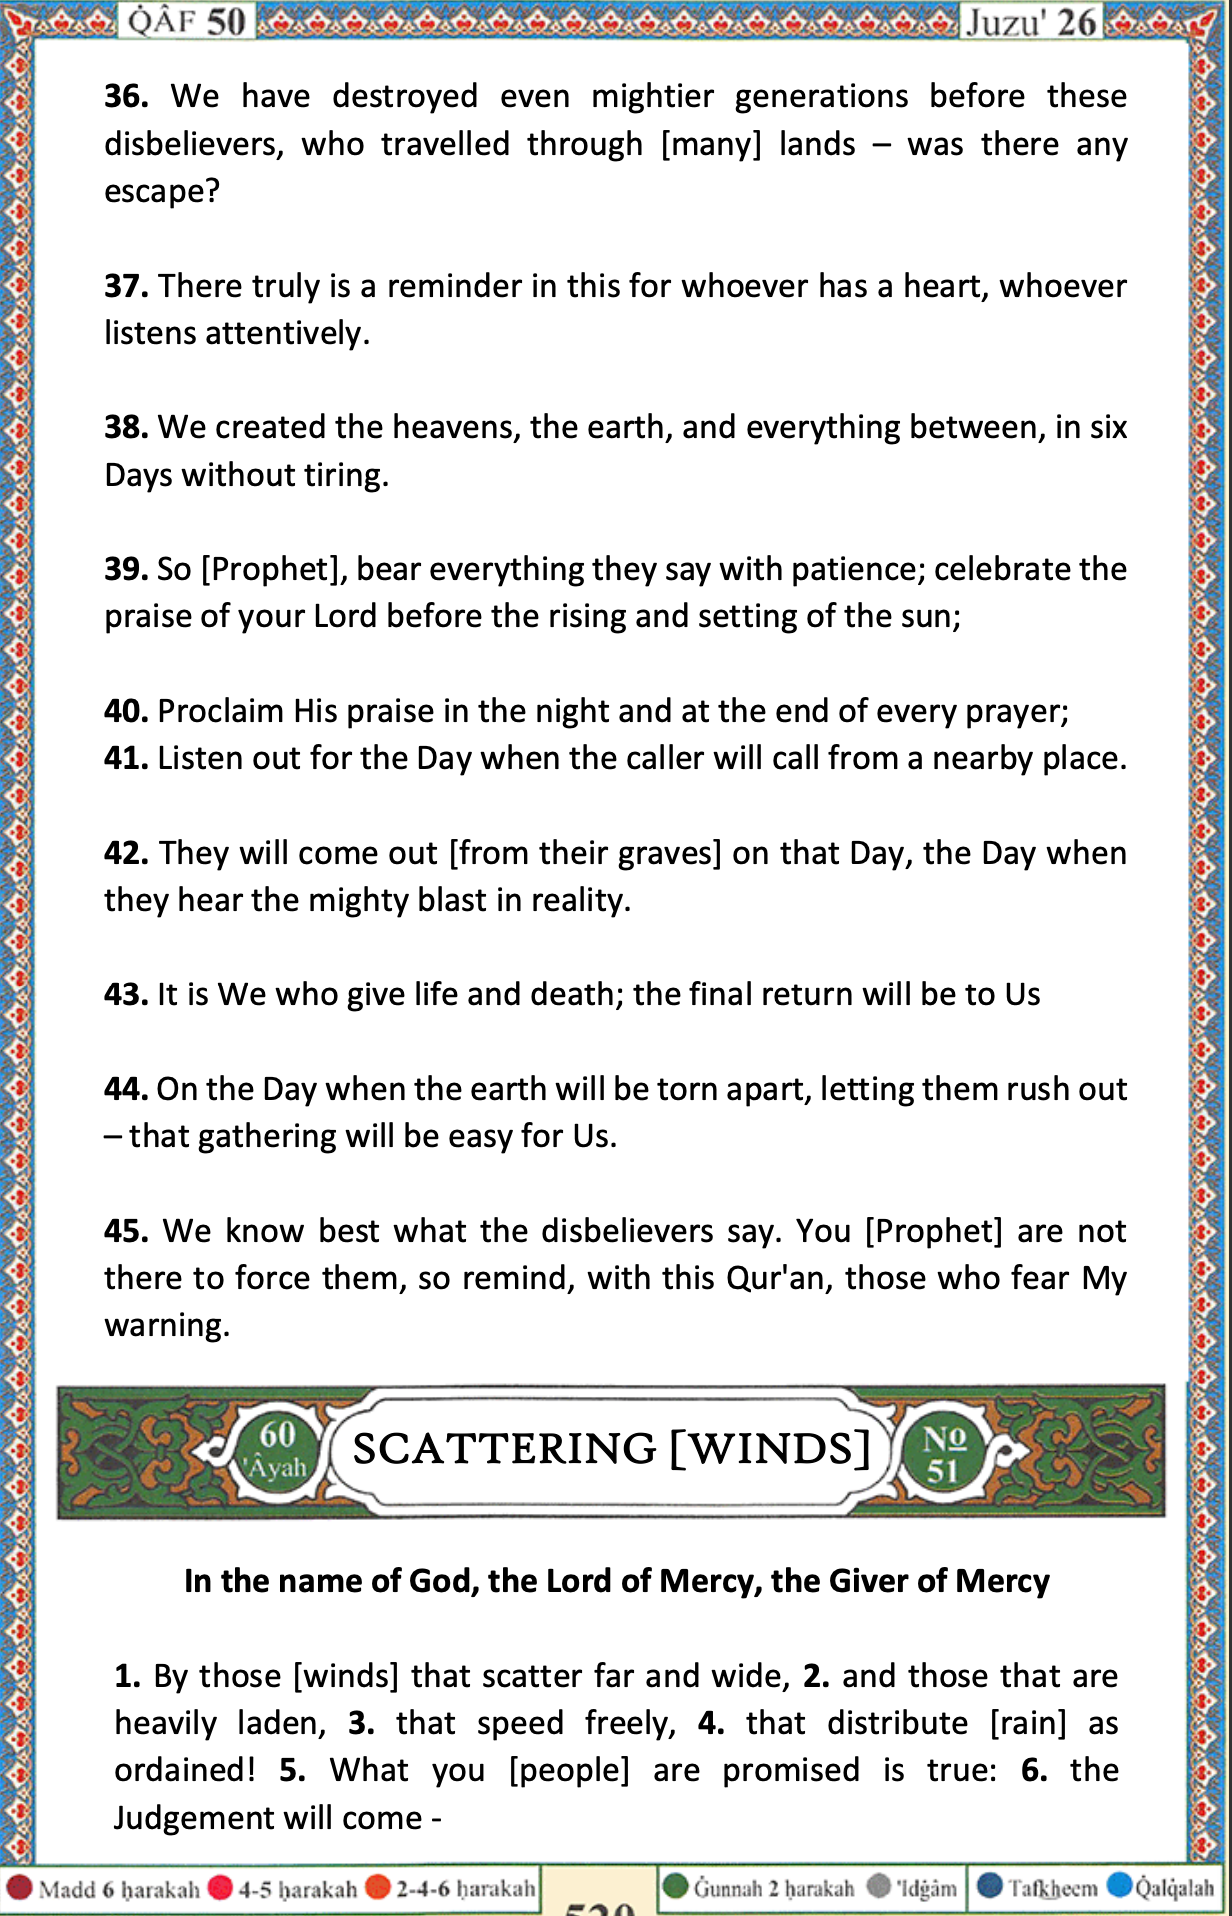 QÂF 50
Juzu' 26
36. We have destroyed even mightier generations before these
disbelievers, who travelled through [many] lands – was there any
escape?
37. There truly is a reminder in this for whoever has a heart, whoever
listens attentively.
38. We created the heavens, the earth, and everything between, in six
Days without tiring.
39. So [Prophet], bear everything they say with patience; celebrate the
praise of your Lord before the rising and setting of the sun;
40. Proclaim His praise in the night and at the end of every prayer;
41. Listen out for the Day when the caller will call from a nearby place.
42. They will come out [from their graves] on that Day, the Day when
they hear the mighty blast in reality.
43. It is We who give life and death; the final return will be to Us
44. On the Day when the earth will be torn apart, letting them rush out
– that gathering will be easy for Us.
45. We know best what the disbelievers say. You [Prophet] are not
there to force them, so remind, with this Qur'an, those who fear My
warning.
60
'Âyah
SCATTERING [WINDS]
Nº
51
In the name of God, the Lord of Mercy, the Giver of Mercy
1. By those [winds] that scatter far and wide, 2. and those that are
heavily laden, 3. that speed freely, 4. that distribute [rain] as
ordained! 5. What you [people] are promised is true: 6. the
Judgement will come -
Madd 6 ḥarakah 4-5 ḥarakah 2-4-6 ḥarakah
Ġunnah 2 ḥarakah 'Idġâm
Tafkheem Qalqalah